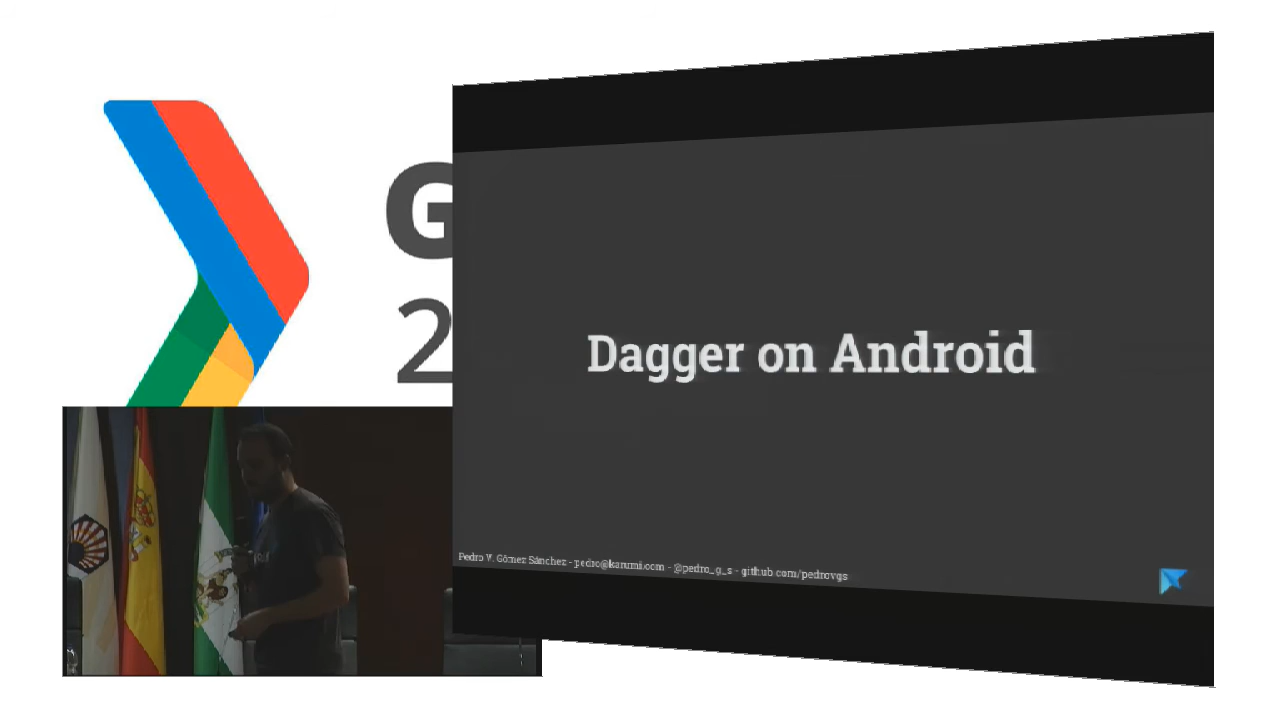 G
2
Dagger on Android
Pedro V. Gómez Sánchez - pedro@karumi.com - @pedro_g_s - github.com/pedrovgs